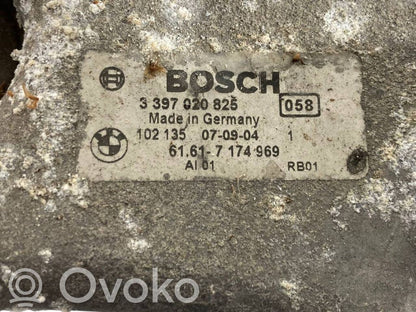 BOSCH
3 397 020 825 058
Made in Germany
102 135 07-09-04 1
61.61- 7 174 969
AI 01 RB01
Ovoko